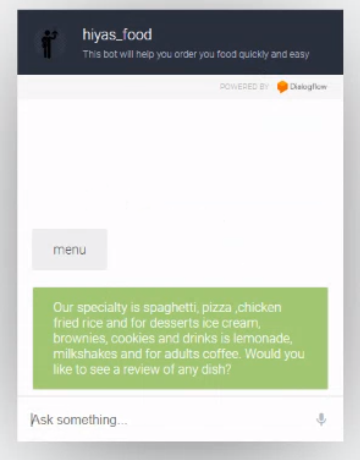 hiyas_food
This bot will help you order you food quickly and easy
POWERED BY Dialogflow
menu
Our specialty is spaghetti, pizza ,chicken
fried rice and for desserts ice cream,
brownies, cookies and drinks is lemonade,
milkshakes and for adults coffee. Would you
like to see a review of any dish?
Ask something...